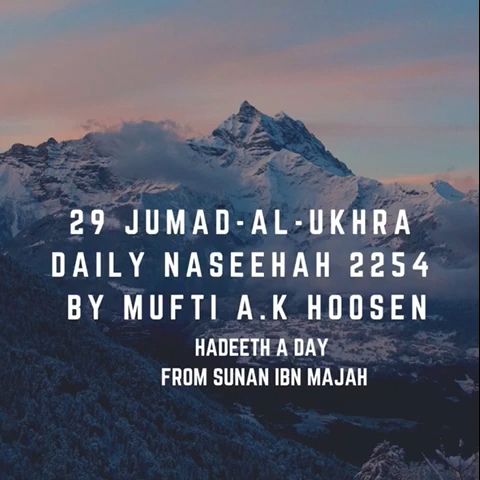 29 JUMAD-AL-UKHRA
DAILY NASEEHAH 2254
BY MUFTI A.K HOOSEN
HADEETH A DAY
FROM SUNAN IBN MAJAH